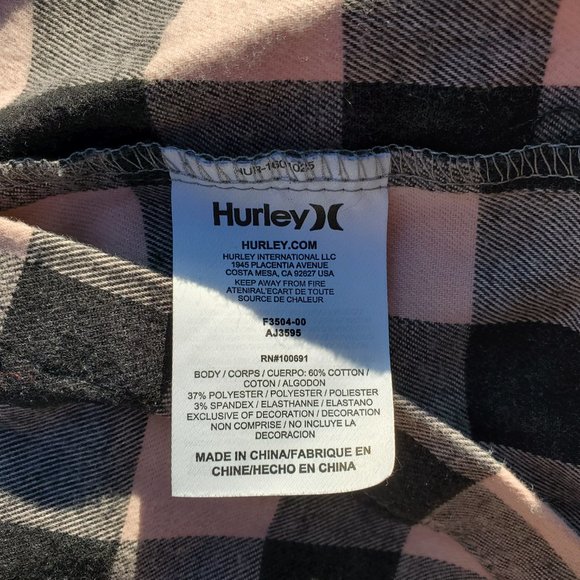 HUR-1601025
Hurley
HURLEY.COM
HURLEY INTERNATIONAL LLC
1945 PLACENTIA AVENUE
COSTA MESA, CA 92627 USA
KEEP AWAY FROM FIRE
ATENIRAL'ECART DE TOUTE
SOURCE DE CHALEUR
F3504-00
AJ3595
RN#100691
BODY / CORPS / CUERPO: 60% COTTON /
COTON / ALGODON
37% POLYESTER / POLYESTER / POLIESTER
3% SPANDEX / ELASTHANNE / ELASTANO
EXCLUSIVE OF DECORATION / DECORATION
NON COMPRISE / NO INCLUYE LA
DECORACION
MADE IN CHINA/FABRIQUE EN
CHINE/HECHO EN CHINA